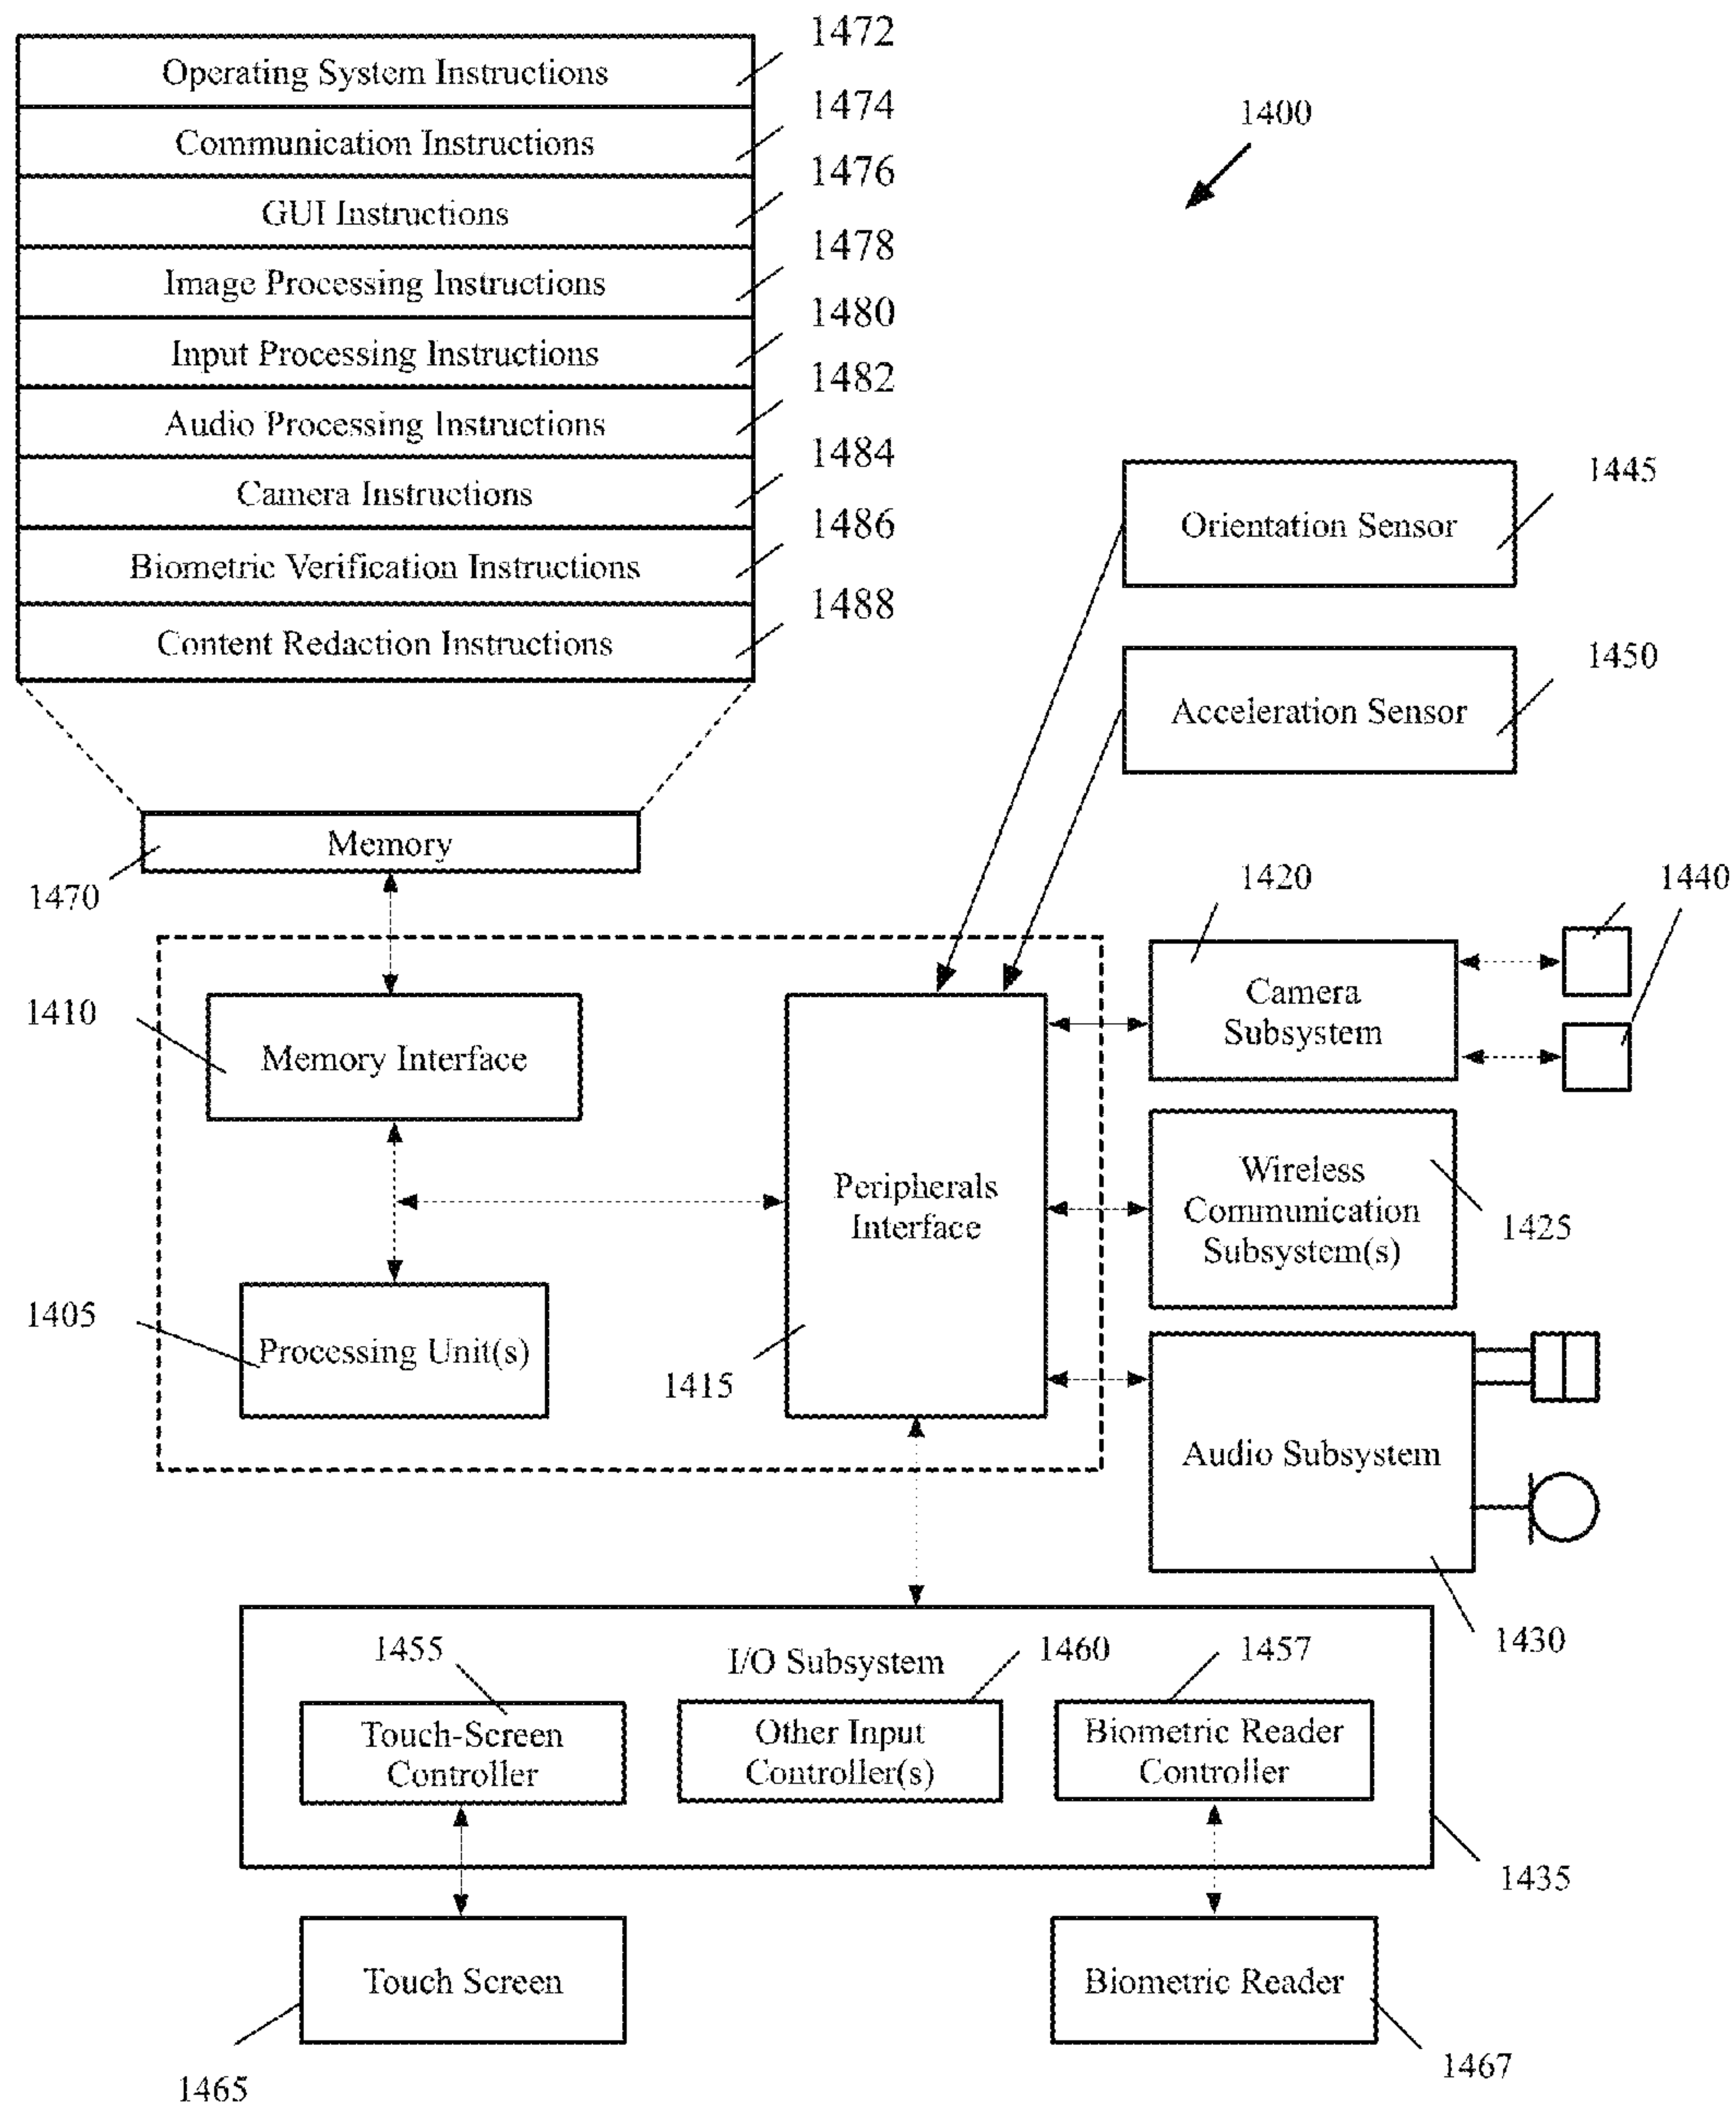 1472
Operating System Instructions
1474
Communication Instructions
1476
GUI Instructions
1478
Image Processing Instructions
1480
Input Processing Instructions
1482
Audio Processing Instructions
1484
Camera Instructions
1486
Biometric Verification Instructions
1488
Content Redaction Instructions
1400
1445
Orientation Sensor
1450
Acceleration Sensor
Memory
1470
1420
1440
Camera
Subsystem
1410
Memory Interface
Peripherals
Interface
1415
Wireless
Communication
Subsystem(s)
1425
1405
Processing Unit(s)
Audio Subsystem
1430
I/O Subsystem
1455
1460
1457
Touch-Screen
Controller
Other Input
Controller(s)
Biometric Reader
Controller
1435
Touch Screen
Biometric Reader
1465
1467